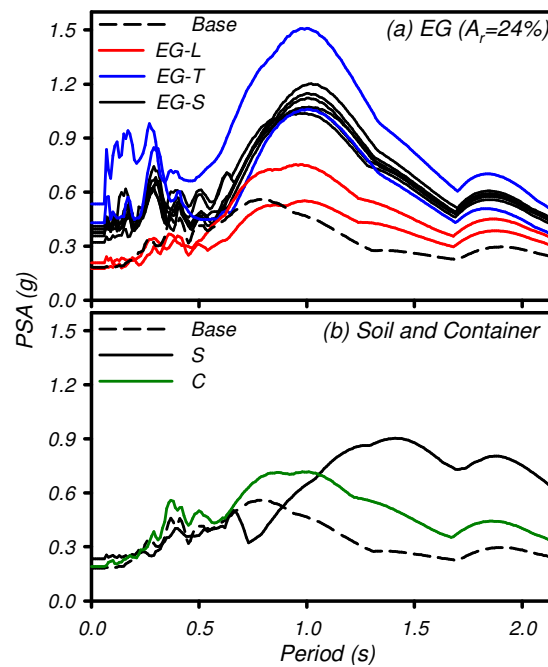 1.5
1.2
0.9
0.6
0.3
0.0
Base
EG-L
EG-T
EG-S
(a) EG (Ar=24%)
PSA (g)
1.5
1.2
0.9
0.6
0.3
0.0
Base
S
C
(b) Soil and Container
0.0 0.5 1.0 1.5 2.0
Period (s)